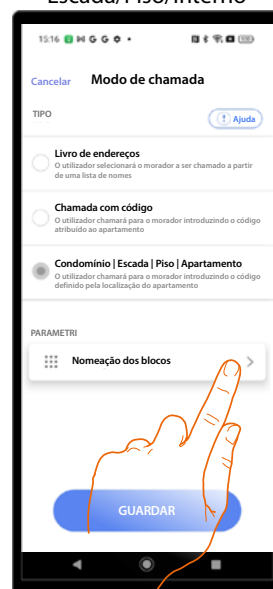 Escada/Piso/Interno
15:16
Cancelar Modo de chamada
TIPO
Ajuda
Livro de endereços
O utilizador selecionará o morador a ser chamado a partir
de uma lista de nomes
Chamada com código
O utilizador chamará para o morador introduzindo o código
atribuído ao apartamento
Condomínio | Escada | Piso | Apartamento
O utilizador chamará para o morador introduzindo o código
definido pela localização do apartamento
PARAMETRI
Nomeação dos blocos
GUARDAR